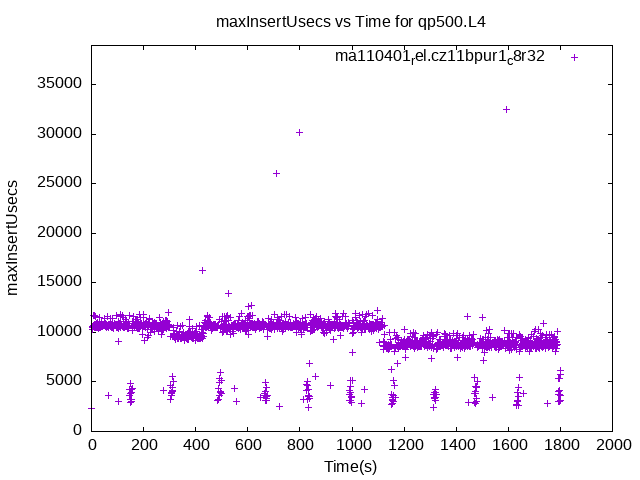 maxInsertUsecs vs Time for qp500.L4
ma110401_rel.cz11bpur1_c8r32
35000
30000
25000
20000
15000
10000
5000
0
maxInsertUsecs
0 200 400 600 800 1000 1200 1400 1600 1800 2000
Time(s)